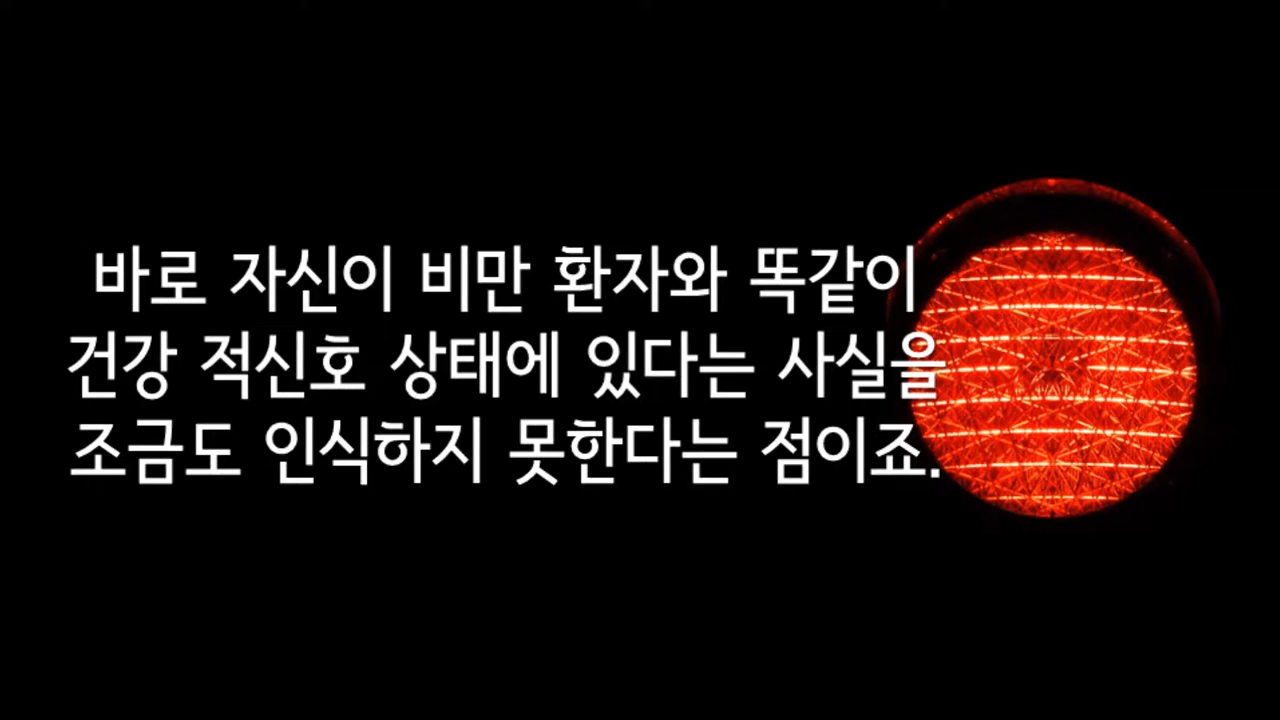 바로 자신이 비만 환자와 똑같이
건강 적신호 상태에 있다는 사실을
조금도 인식하지 못한다는 점이죠.